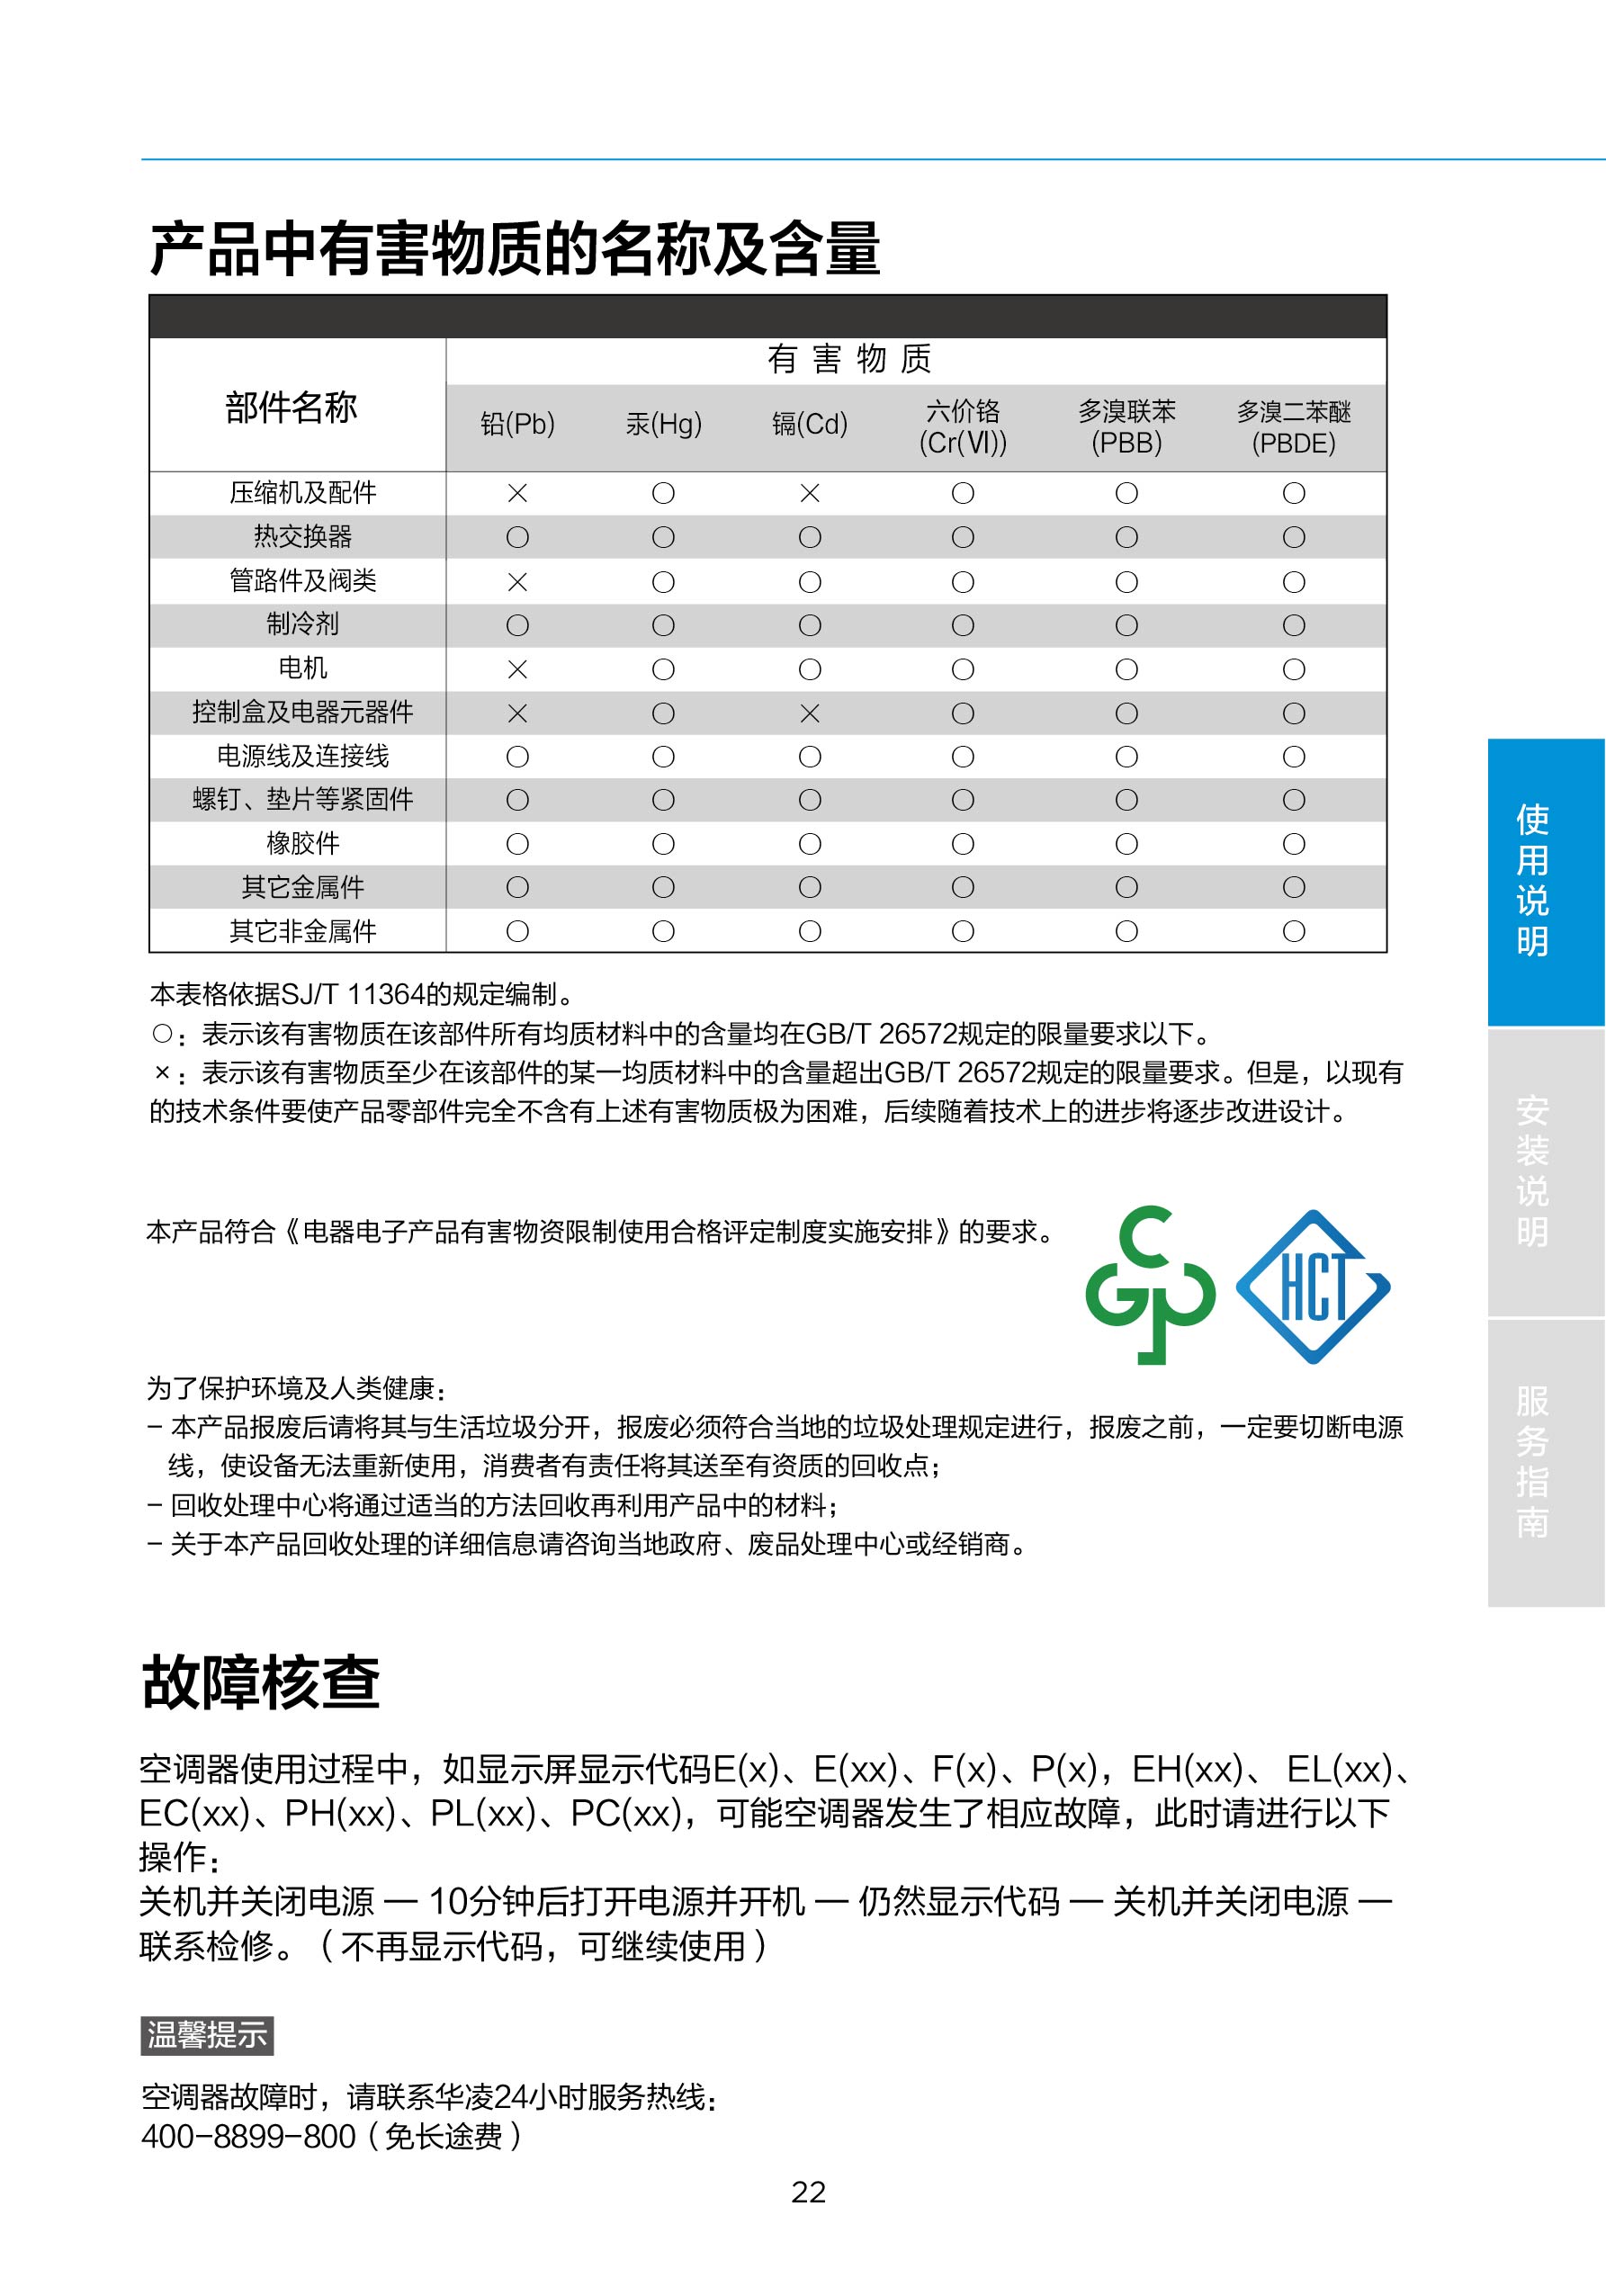 产品中有害物质的名称及含量
部件名称
有害物质
铅(Pb) 汞(Hg) 镉(Cd) 六价铬(Cr(Ⅵ)) 多溴联苯(PBB) 多溴二苯醚(PBDE)
压缩机及配件 × ○ × ○ ○ ○
热交换器 ○ ○ ○ ○ ○ ○
管路件及阀类 × ○ ○ ○ ○ ○
制冷剂 ○ ○ ○ ○ ○ ○
电机 × ○ ○ ○ ○ ○
控制盒及电器元器件 × ○ × ○ ○ ○
电源线及连接线 ○ ○ ○ ○ ○ ○
螺钉、垫片等紧固件 ○ ○ ○ ○ ○ ○
橡胶件 ○ ○ ○ ○ ○ ○
其它金属件 ○ ○ ○ ○ ○ ○
其它非金属件 ○ ○ ○ ○ ○ ○
本表格依据SJ/T 11364的规定编制。
○：表示该有害物质在该部件所有均质材料中的含量均在GB/T 26572规定的限量要求以下。
×：表示该有害物质至少在该部件的某一均质材料中的含量超出GB/T 26572规定的限量要求。但是，以现有
的技术条件要使产品零部件完全不含有上述有害物质极为困难，后续随着技术上的进步将逐步改进设计。
本产品符合《电器电子产品有害物资限制使用合格评定制度实施安排》的要求。
CGP
HCT
为了保护环境及人类健康：
– 本产品报废后请将其与生活垃圾分开，报废必须符合当地的垃圾处理规定进行，报废之前，一定要切断电源
线，使设备无法重新使用，消费者有责任将其送至有资质的回收点；
– 回收处理中心将通过适当的方法回收再利用产品中的材料；
– 关于本产品回收处理的详细信息请咨询当地政府、废品处理中心或经销商。
故障核查
空调器使用过程中，如显示屏显示代码E(x)、E(xx)、F(x)、P(x)，EH(xx)、 EL(xx)、
EC(xx)、PH(xx)、PL(xx)、PC(xx)，可能空调器发生了相应故障，此时请进行以下
操作：
关机并关闭电源 — 10分钟后打开电源并开机 — 仍然显示代码 — 关机并关闭电源 —
联系检修。（不再显示代码，可继续使用）
温馨提示
空调器故障时，请联系华凌24小时服务热线：
400-8899-800（免长途费）
22
使用说明
安装说明
服务指南